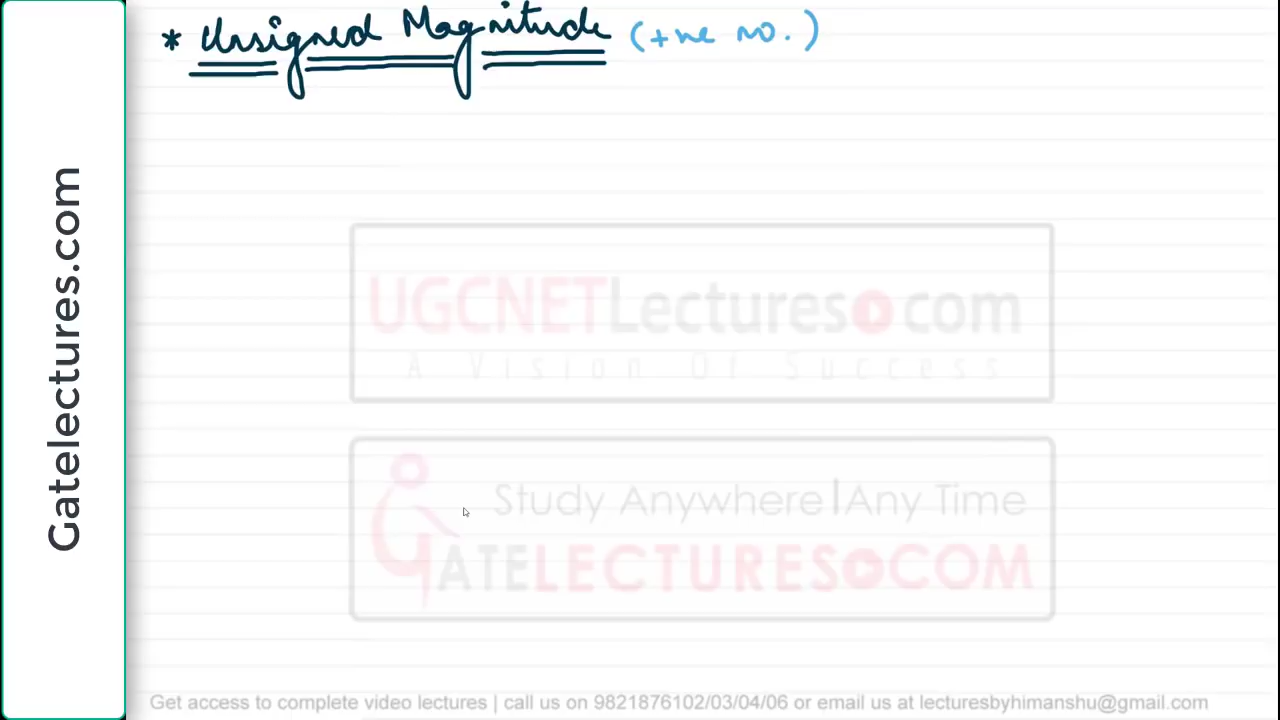 * Unsigned Magnitude (+ve no.)
Gatelectures.com
UGCNETLectures.com
A Vision Of Success
Study Anywhere|Any Time
GATELECTURES.COM
Get access to complete video lectures | call us on 9821876102/03/04/06 or email us at lecturesbyhimanshu@gmail.com